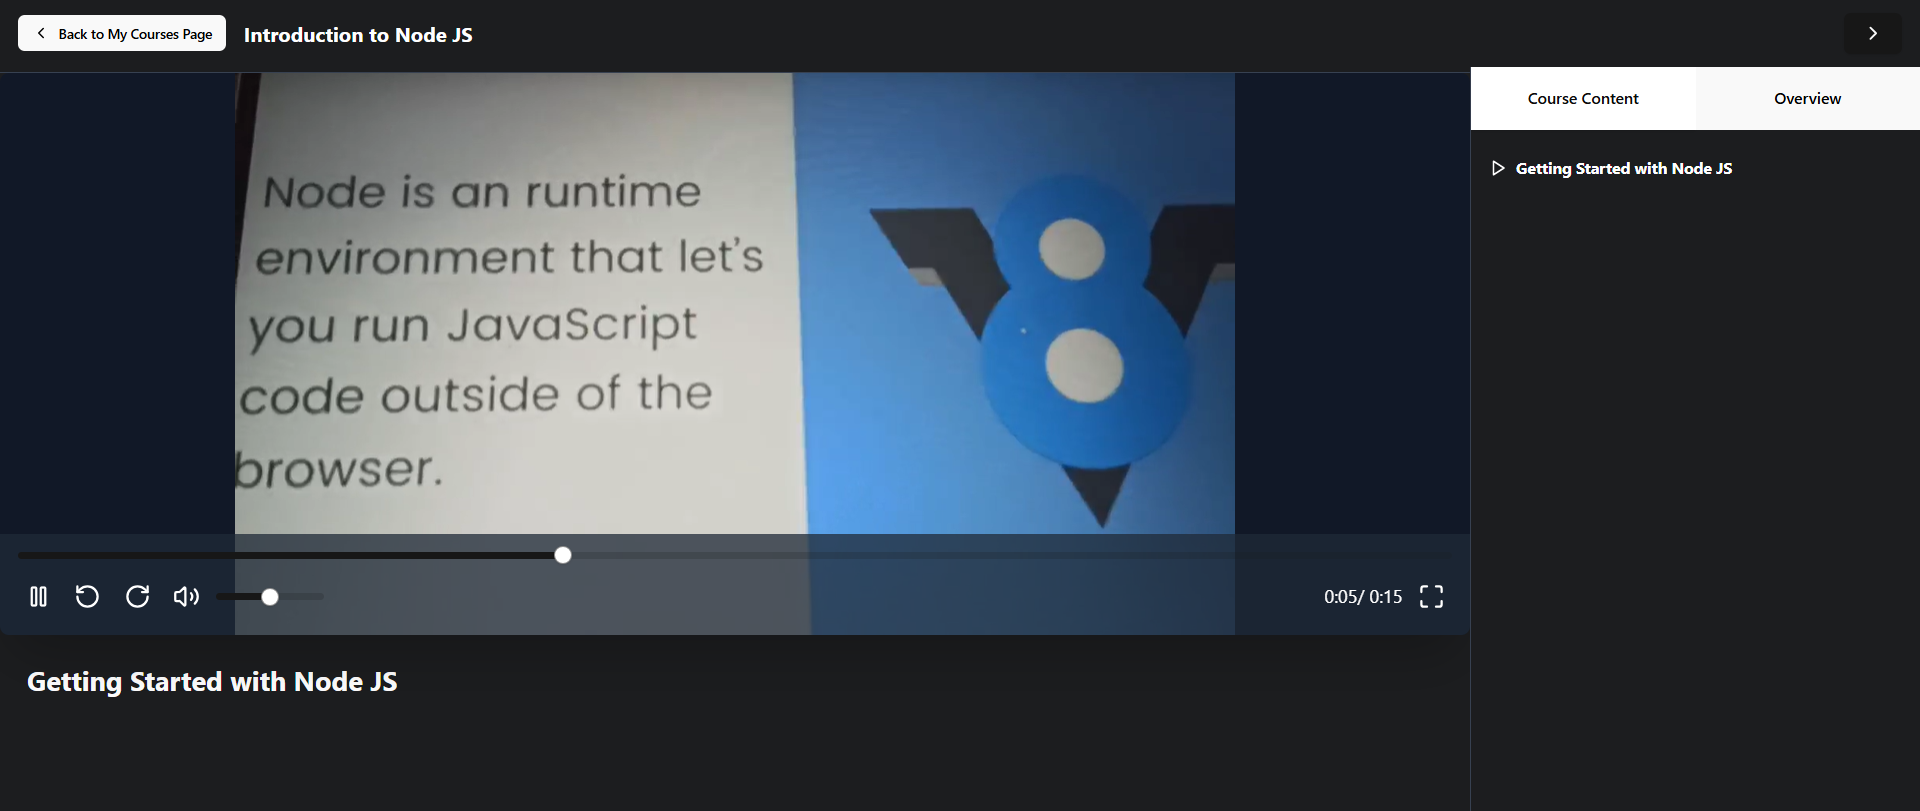 Back to My Courses Page
Introduction to Node JS
Course Content
Overview
Getting Started with Node JS
Node is an runtime
environment that let's
you run JavaScript
code outside of the
browser.
V8
0:05/ 0:15
Getting Started with Node JS